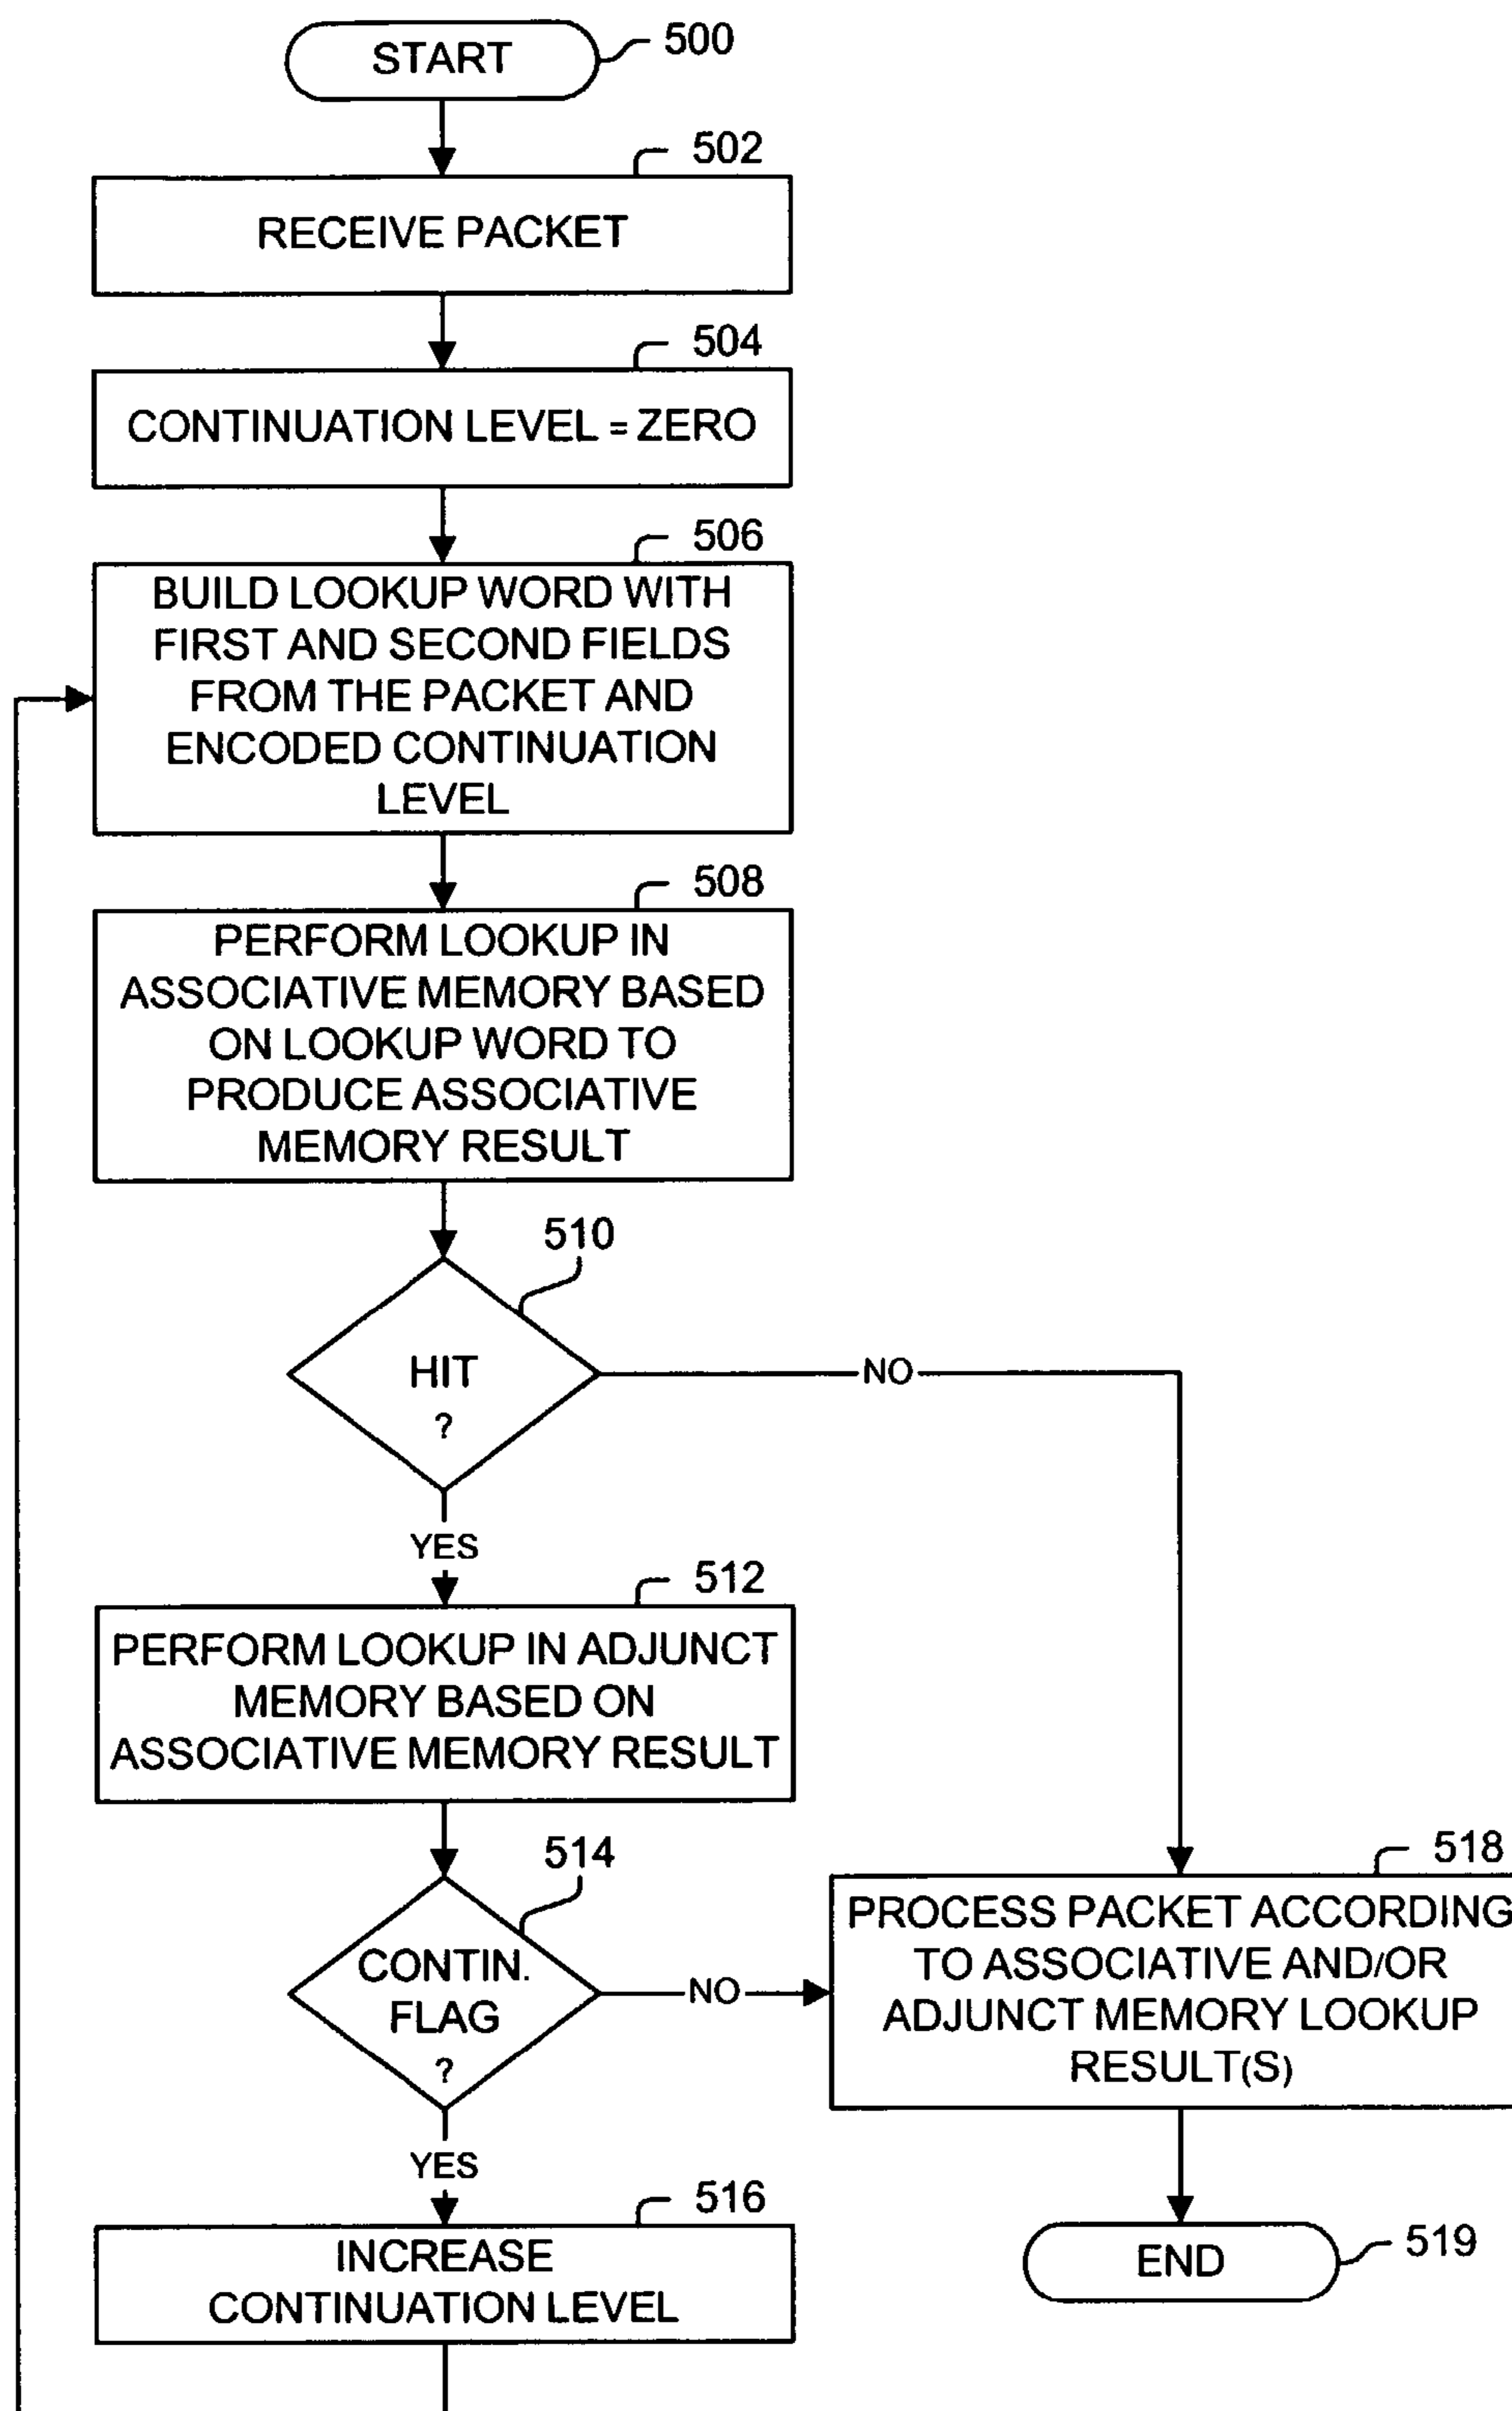 START
500
502
RECEIVE PACKET
504
CONTINUATION LEVEL = ZERO
506
BUILD LOOKUP WORD WITH
FIRST AND SECOND FIELDS
FROM THE PACKET AND
ENCODED CONTINUATION
LEVEL
508
PERFORM LOOKUP IN
ASSOCIATIVE MEMORY BASED
ON LOOKUP WORD TO
PRODUCE ASSOCIATIVE
MEMORY RESULT
510
HIT
?
NO
YES
512
PERFORM LOOKUP IN ADJUNCT
MEMORY BASED ON
ASSOCIATIVE MEMORY RESULT
514
CONTIN.
FLAG
?
NO
518
PROCESS PACKET ACCORDING
TO ASSOCIATIVE AND/OR
ADJUNCT MEMORY LOOKUP
RESULT(S)
YES
516
INCREASE
CONTINUATION LEVEL
END
519